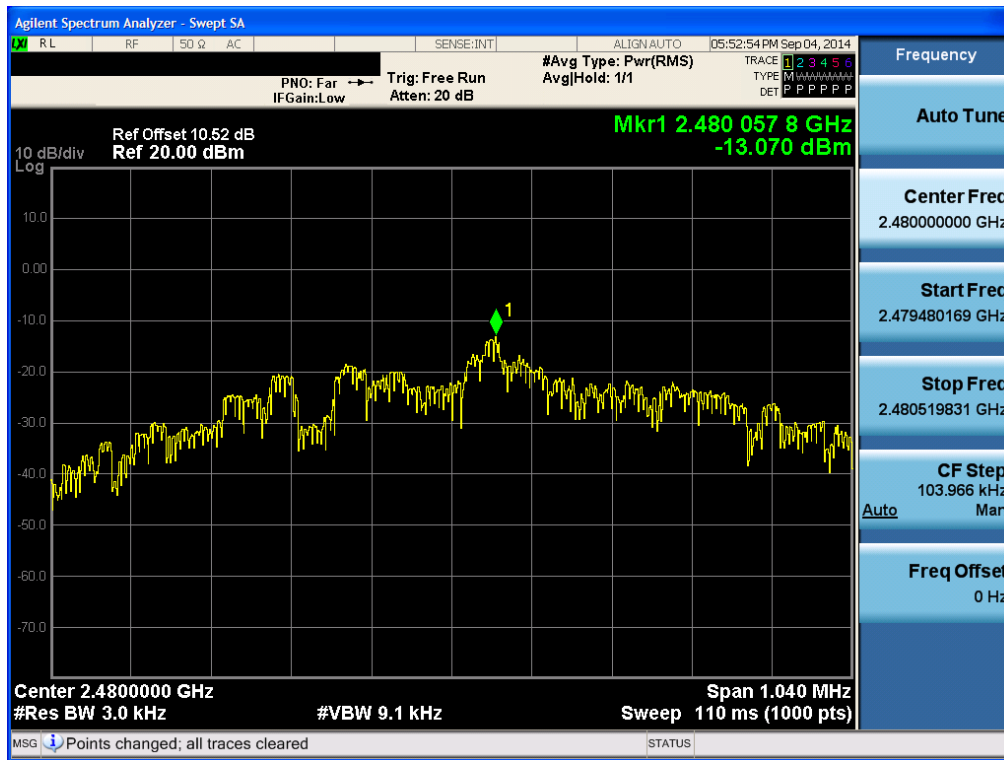 Agilent Spectrum Analyzer - Swept SA
LXI RL RF 50 Ω AC SENSE:INT ALIGN AUTO 05:52:54 PM Sep 04, 2014
Frequency
#Avg Type: Pwr(RMS)
TRACE 1 2 3 4 5 6
PNO: Far Trig: Free Run Avg|Hold: 1/1
TYPE M
IFGain:Low Atten: 20 dB
DET P P P P P P
Auto Tune
Mkr1 2.480 057 8 GHz
-13.070 dBm
Ref Offset 10.52 dB
10 dB/div Ref 20.00 dBm
Log
10.0
0.00
-10.0
-20.0
-30.0
-40.0
-50.0
-60.0
-70.0
1
Center Freq
2.480000000 GHz
Start Freq
2.479480169 GHz
Stop Freq
2.480519831 GHz
CF Step
103.966 kHz
Auto Man
Freq Offset
0 Hz
Center 2.4800000 GHz Span 1.040 MHz
#Res BW 3.0 kHz #VBW 9.1 kHz Sweep 110 ms (1000 pts)
MSG Points changed; all traces cleared STATUS